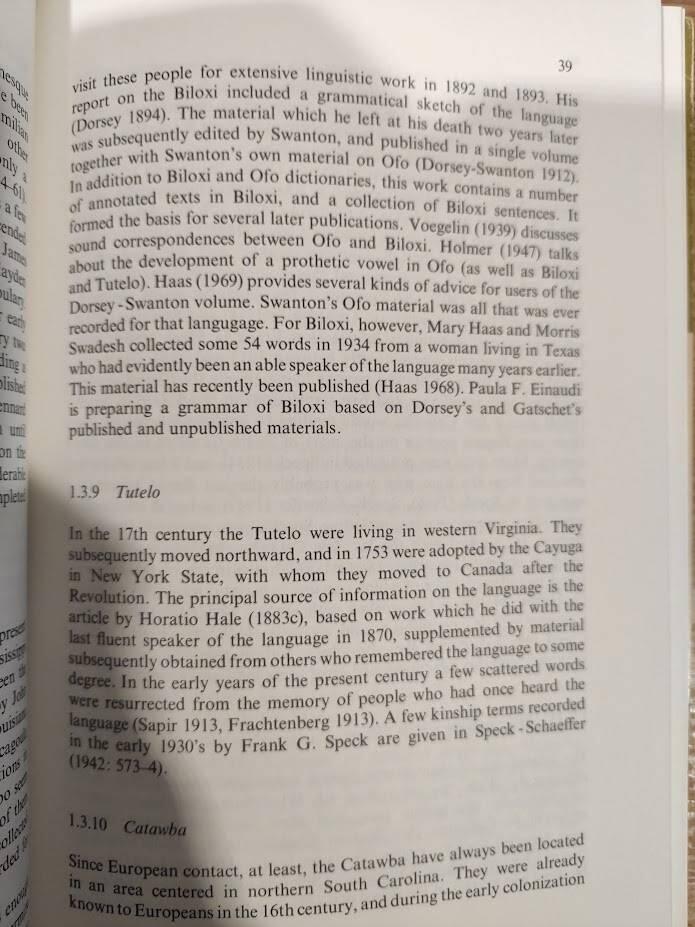 39
visit these people for extensive linguistic work in 1892 and 1893. His
report on the Biloxi included a grammatical sketch of the language
(Dorsey 1894). The material which he left at his death two years later
was subsequently edited by Swanton, and published in a single volume
together with Swanton's own material on Ofo (Dorsey-Swanton 1912).
In addition to Biloxi and Ofo dictionaries, this work contains a number
of annotated texts in Biloxi, and a collection of Biloxi sentences. It
formed the basis for several later publications. Voegelin (1939) discusses
sound correspondences between Ofo and Biloxi. Holmer (1947) talks
about the development of a prothetic vowel in Ofo (as well as Biloxi
and Tutelo). Haas (1969) provides several kinds of advice for users of the
Dorsey-Swanton volume. Swanton's Ofo material was all that was ever
recorded for that langugage. For Biloxi, however, Mary Haas and Morris
Swadesh collected some 54 words in 1934 from a woman living in Texas
who had evidently been an able speaker of the language many years earlier.
This material has recently been published (Haas 1968). Paula F. Einaudi
is preparing a grammar of Biloxi based on Dorsey's and Gatschet's
published and unpublished materials.
1.3.9 Tutelo
In the 17th century the Tutelo were living in western Virginia. They
subsequently moved northward, and in 1753 were adopted by the Cayuga
in New York State, with whom they moved to Canada after the
Revolution. The principal source of information on the language is the
article by Horatio Hale (1883c), based on work which he did with the
last fluent speaker of the language in 1870, supplemented by material
subsequently obtained from others who remembered the language to some
degree. In the early years of the present century a few scattered words
were resurrected from the memory of people who had once heard the
language (Sapir 1913, Frachtenberg 1913). A few kinship terms recorded
in the early 1930's by Frank G. Speck are given in Speck-Schaeffer
(1942: 573–4).
1.3.10 Catawba
Since European contact, at least, the Catawba have always been located
in an area centered in northern South Carolina. They were already
known to Europeans in the 16th century, and during the early colonization